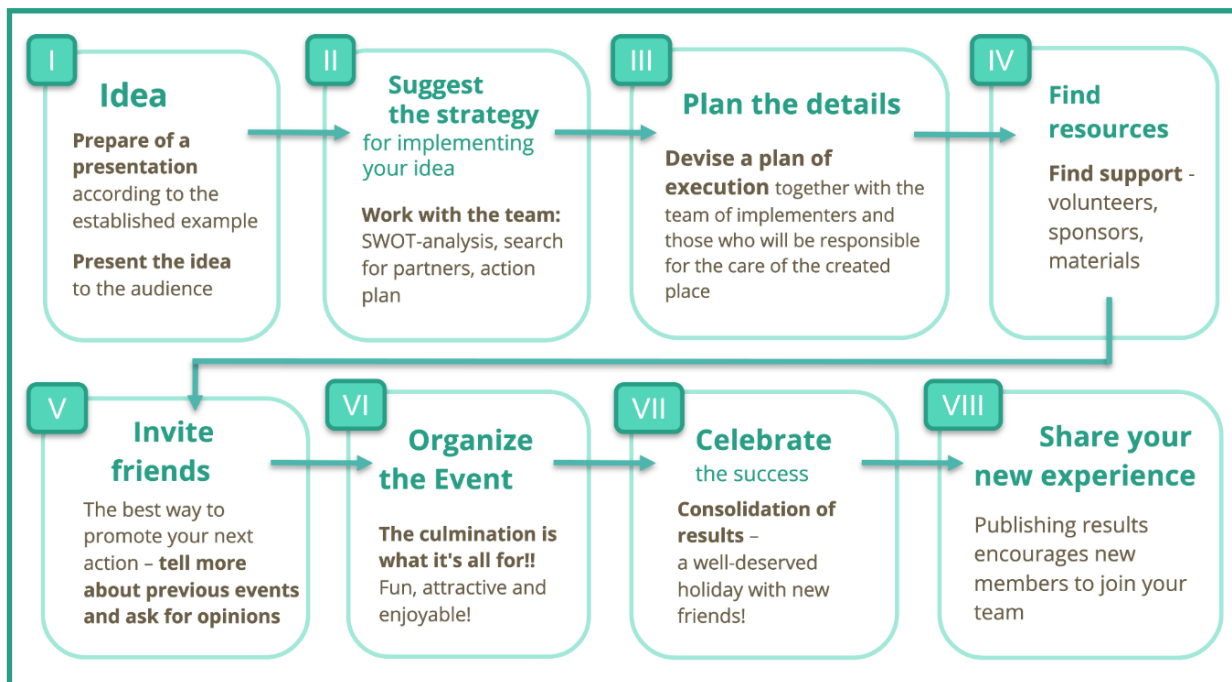 I
Idea
Prepare of a
presentation
according to the
established example
Present the idea
to the audience
II
Suggest
the strategy
for implementing
your idea
Work with the team:
SWOT-analysis, search
for partners, action
plan
III
Plan the details
Devise a plan of
execution together with the
team of implementers and
those who will be responsible
for the care of the created
place
IV
Find
resources
Find support -
volunteers,
sponsors,
materials
V
Invite
friends
The best way to
promote your next
action – tell more
about previous events
and ask for opinions
VI
Organize
the Event
The culmination is
what it's all for!!
Fun, attractive and
enjoyable!
VII
Celebrate
the success
Consolidation of
results –
a well-deserved
holiday with new
friends!
VIII
Share your
new experience
Publishing results
encourages new
members to join your
team